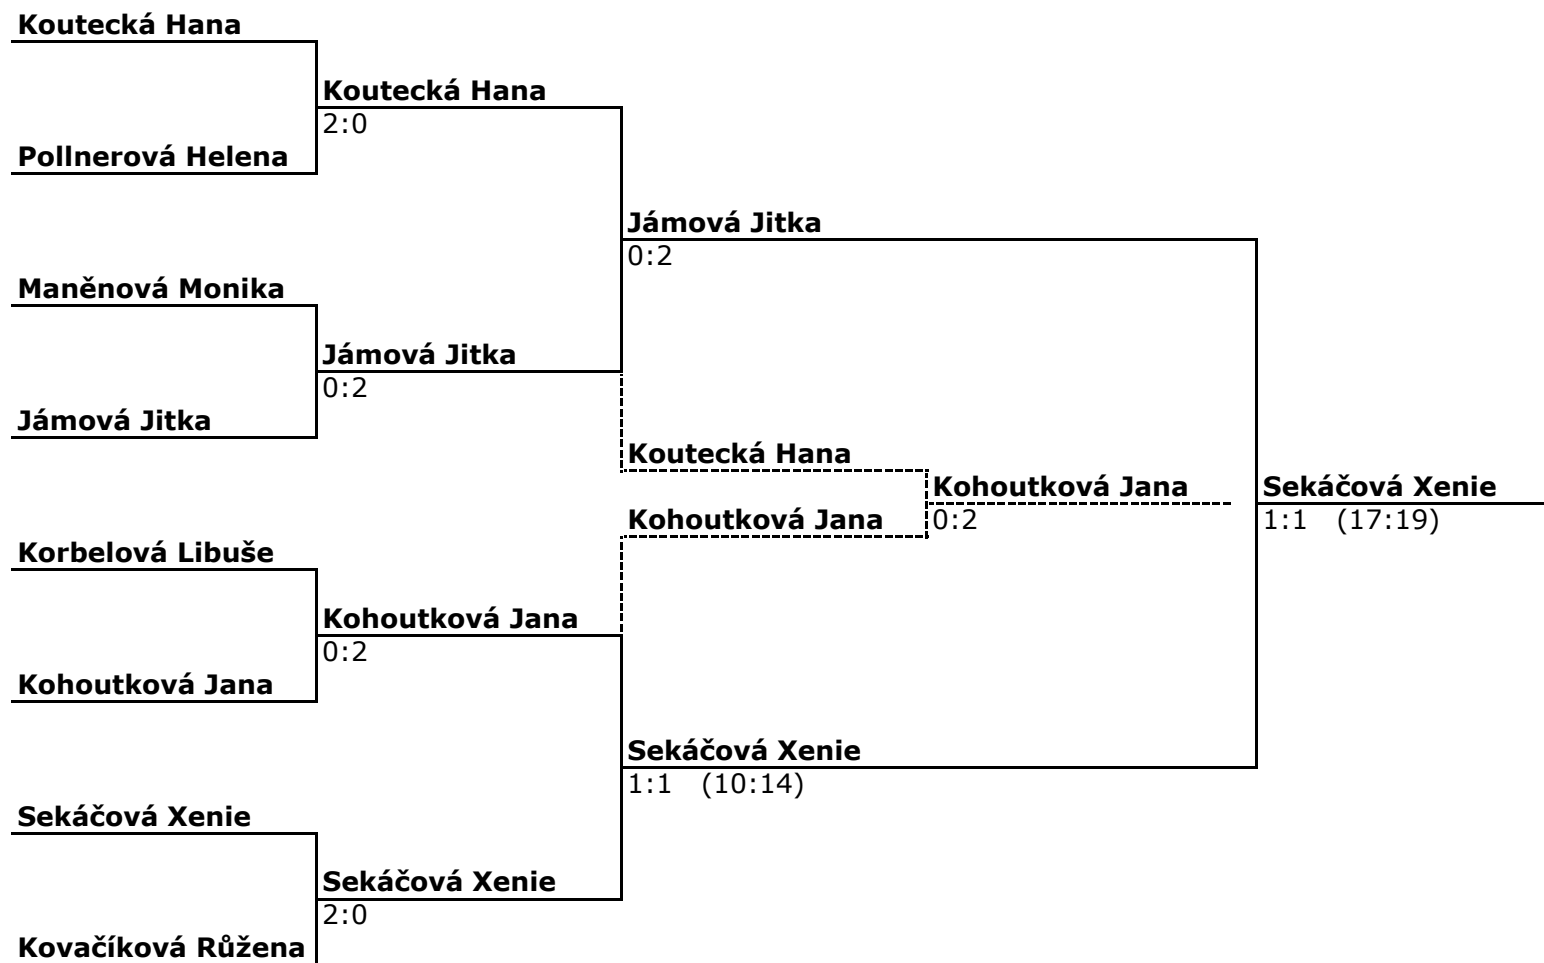 Koutecká Hana
Koutecká Hana
2:0
Pollnerová Helena
Jámová Jitka
0:2
Maněnová Monika
Jámová Jitka
0:2
Jámová Jitka
Koutecká Hana
Kohoutková Jana
0:2
Sekáčová Xenie
1:1 (17:19)
Kohoutková Jana
Korbelová Libuše
Kohoutková Jana
0:2
Kohoutková Jana
Sekáčová Xenie
1:1 (10:14)
Sekáčová Xenie
Sekáčová Xenie
2:0
Kovačíková Růžena